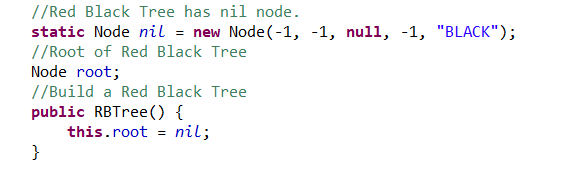 //Red Black Tree has nil node.
static Node nil = new Node(-1, -1, null, -1, "BLACK");
//Root of Red Black Tree
Node root;
//Build a Red Black Tree
public RBTree() {
this.root = nil;
}